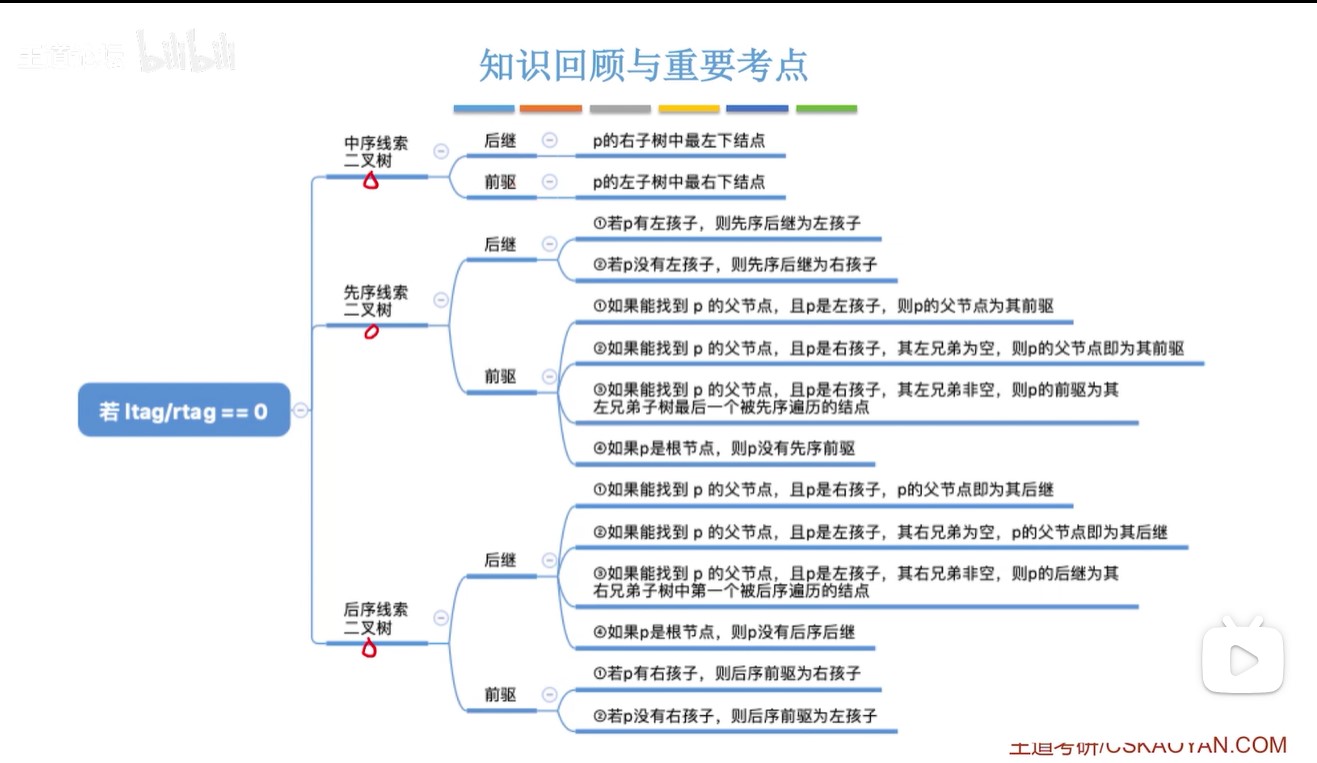 bilibili
知识回顾与重要考点
若 ltag/rtag == 0
中序线索
二叉树
后继
p的右子树中最左下结点
前驱
p的左子树中最右下结点
先序线索
二叉树
后继
①若p有左孩子，则先序后继为左孩子
②若p没有左孩子，则先序后继为右孩子
前驱
①如果能找到 p 的父节点，且p是左孩子，则p的父节点为其前驱
②如果能找到 p 的父节点，且p是右孩子，其左兄弟为空，则p的父节点即为其前驱
③如果能找到 p 的父节点，且p是右孩子，其左兄弟非空，则p的前驱为其
左兄弟子树最后一个被先序遍历的结点
④如果p是根节点，则p没有先序前驱
后序线索
二叉树
后继
①如果能找到 p 的父节点，且p是右孩子，p的父节点即为其后继
②如果能找到 p 的父节点，且p是左孩子，其右兄弟为空，p的父节点即为其后继
③如果能找到 p 的父节点，且p是左孩子，其右兄弟非空，则p的后继为其
右兄弟子树中第一个被后序遍历的结点
④如果p是根节点，则p没有后序后继
前驱
①若p有右孩子，则后序前驱为右孩子
②若p没有右孩子，则后序前驱为左孩子
王道考研/CSKAOYAN.COM